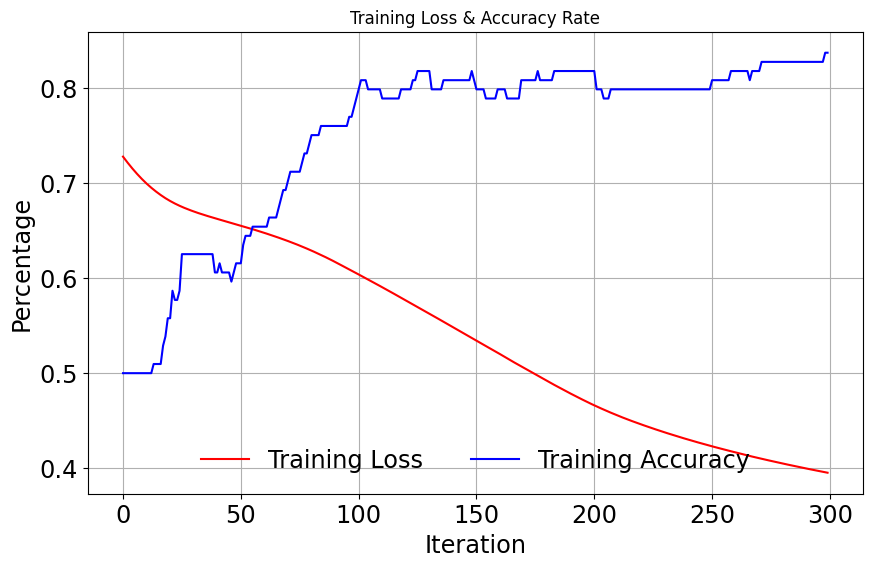 Training Loss & Accuracy Rate
0.8
0.7
0.6
0.5
0.4
Percentage
Training Loss Training Accuracy
0 50 100 150 200 250 300
Iteration